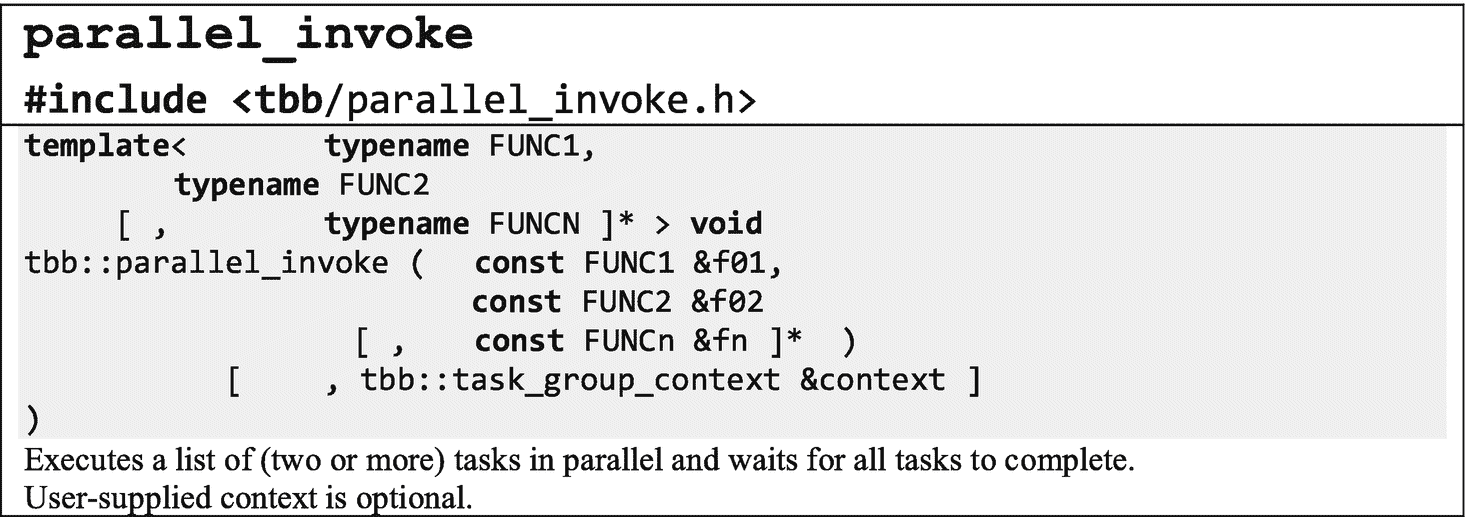 parallel_invoke
#include <tbb/parallel_invoke.h>
template< typename FUNC1,
typename FUNC2
[ , typename FUNCN ]* > void
tbb::parallel_invoke ( const FUNC1 &f01,
const FUNC2 &f02
[ , const FUNCn &fn ]* )
[ , tbb::task_group_context &context ]
)
Executes a list of (two or more) tasks in parallel and waits for all tasks to complete.
User-supplied context is optional.